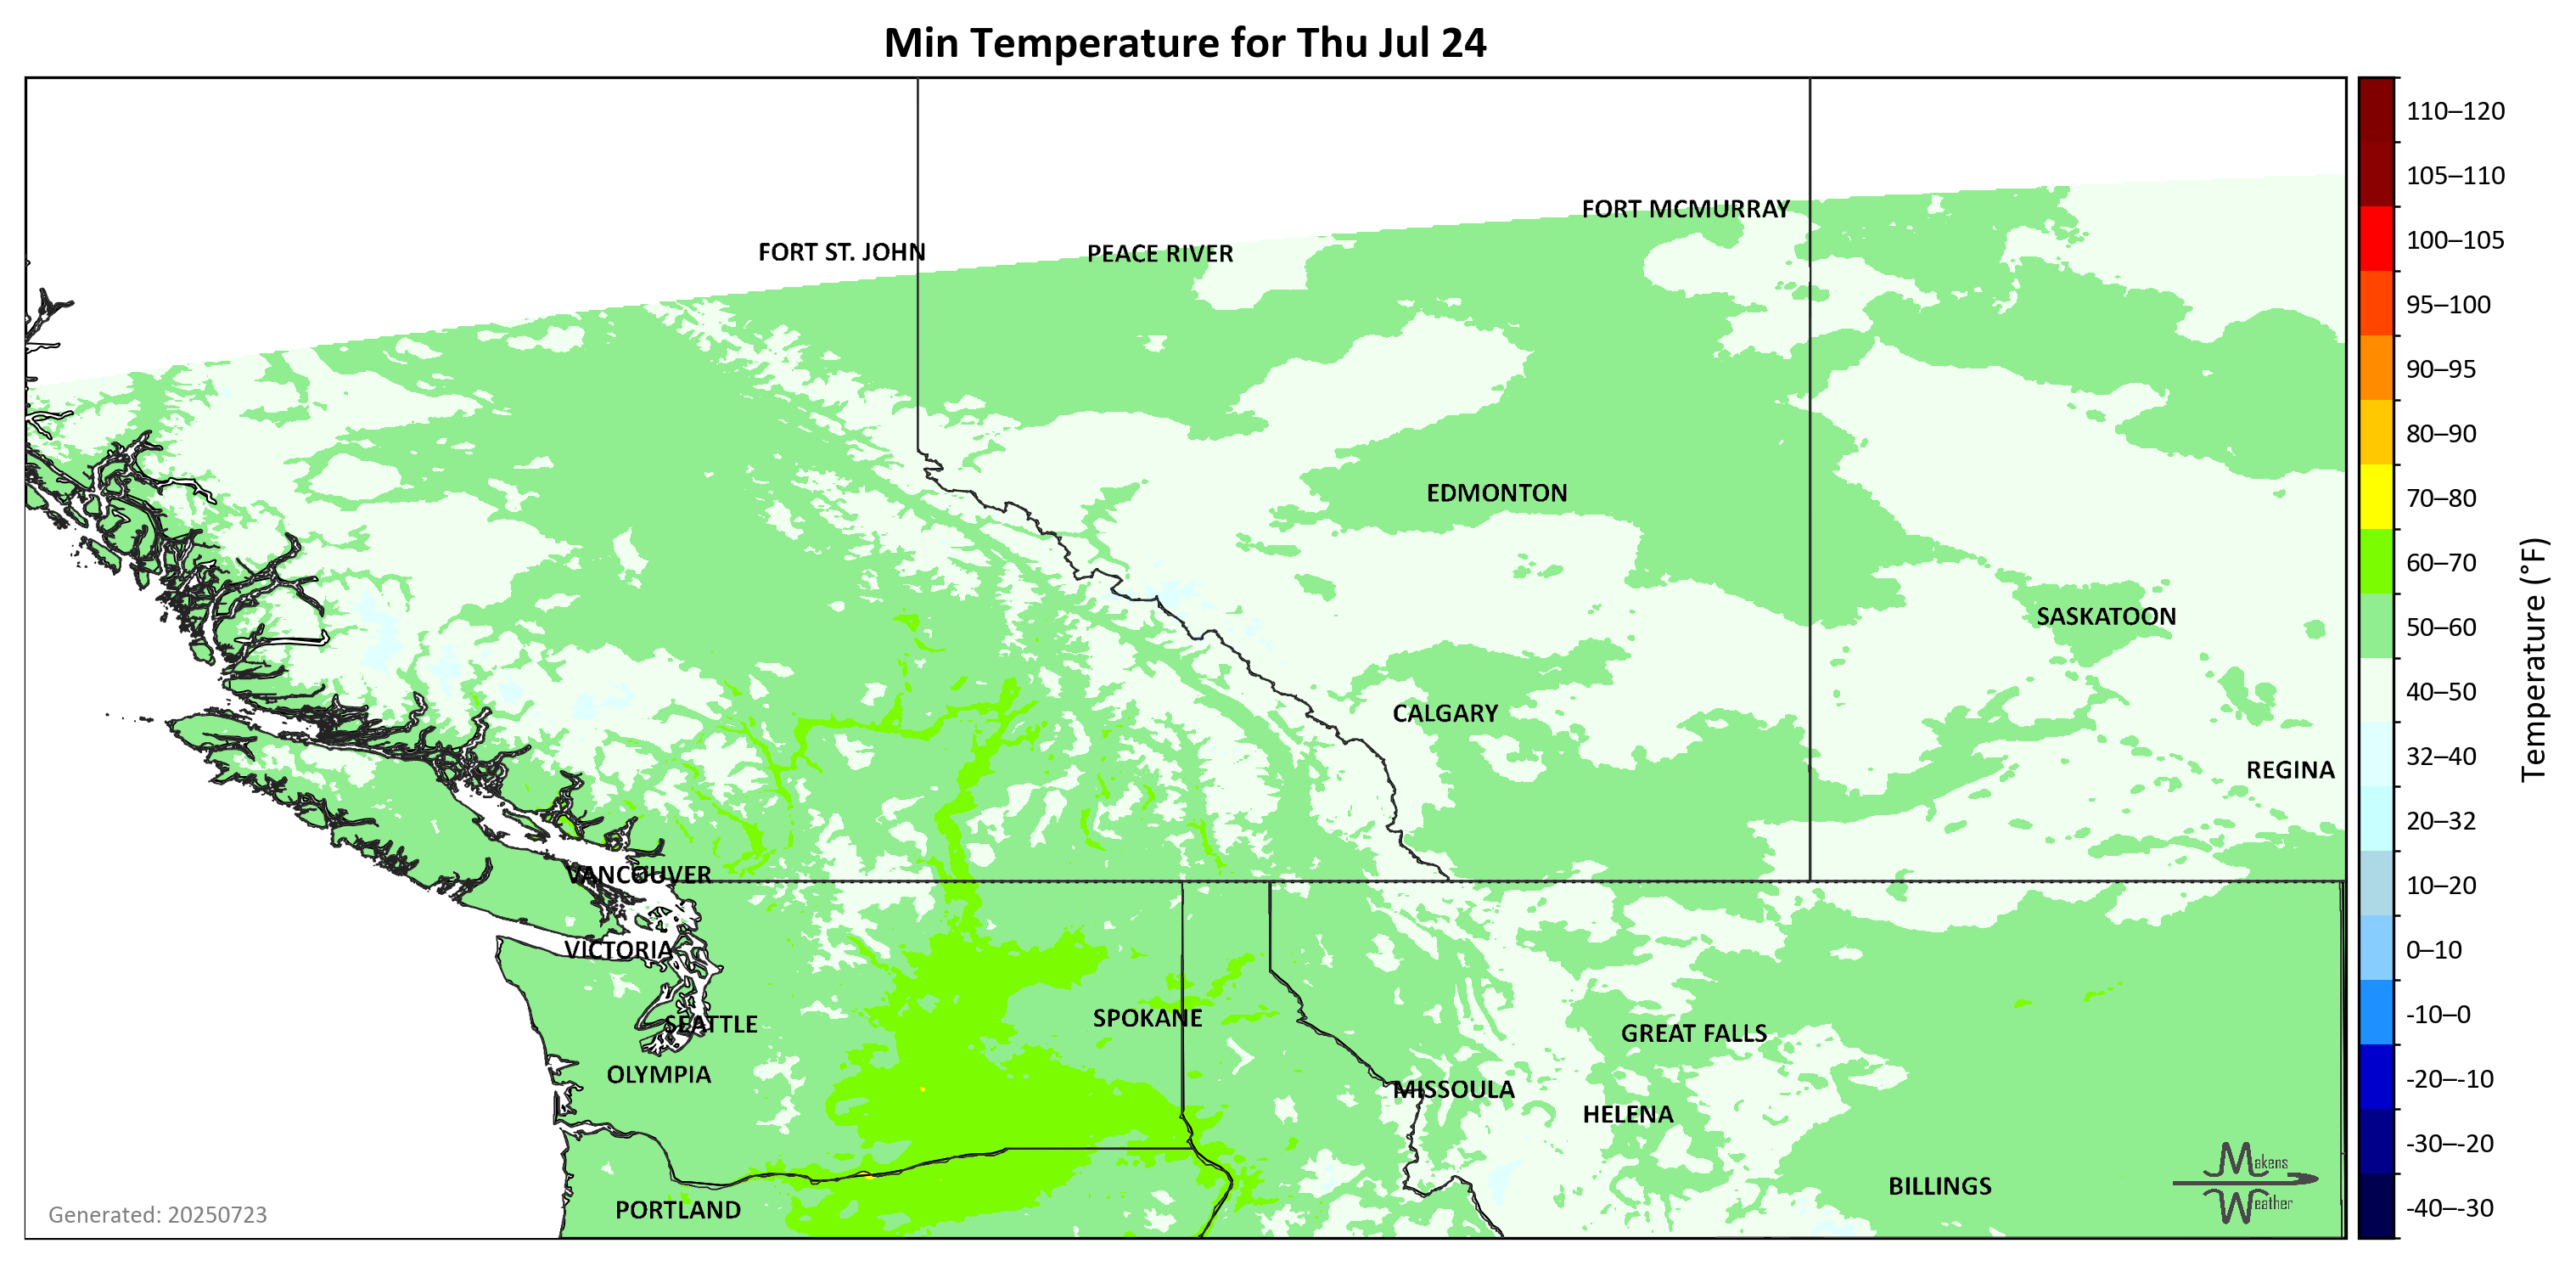 Min Temperature for Thu Jul 24
110–120
105–110
FORT MCMURRAY
100–105
FORT ST. JOHN
PEACE RIVER
95–100
90–95
80–90
EDMONTON
70–80
60–70
SASKATOON
50–60
Temperature (°F)
40–50
CALGARY
32–40
REGINA
20–32
VANCOUVER
10–20
VICTORIA
0–10
SEATTLE
SPOKANE
GREAT FALLS
-10–0
OLYMPIA
MISSOULA
-20–-10
HELENA
-30–-20
Makens
Weather
BILLINGS
PORTLAND
-40–-30
Generated: 20250723